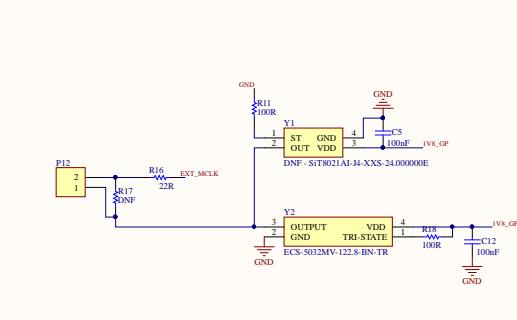 GND
R11
100R
Y1
1 ST GND 4
2 OUT VDD 3
GND
C5
100nF
1V8_GP
DNF - SiT8021AI-J4-XXS-24.000000E
P12
2
1
R16
22R
EXT_MCLK
R17
DNF
Y2
3 OUTPUT VDD 4
2 GND TRI-STATE 1
ECS-5032MV-122.8-BN-TR
GND
R18
100R
1V8_GP
C12
100nF
GND